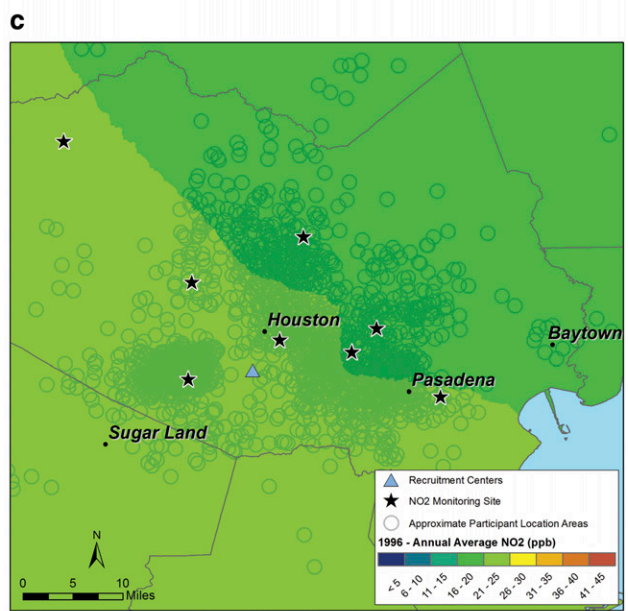 c
Houston
Baytown
Pasadena
Sugar Land
N
0 5 10
Miles
Recruitment Centers
NO2 Monitoring Site
Approximate Participant Location Areas
1996 - Annual Average NO2 (ppb)
< 5 6 - 10 11 - 15 16 - 20 21 - 25 26 - 30 31 - 35 36 - 40 41 - 45